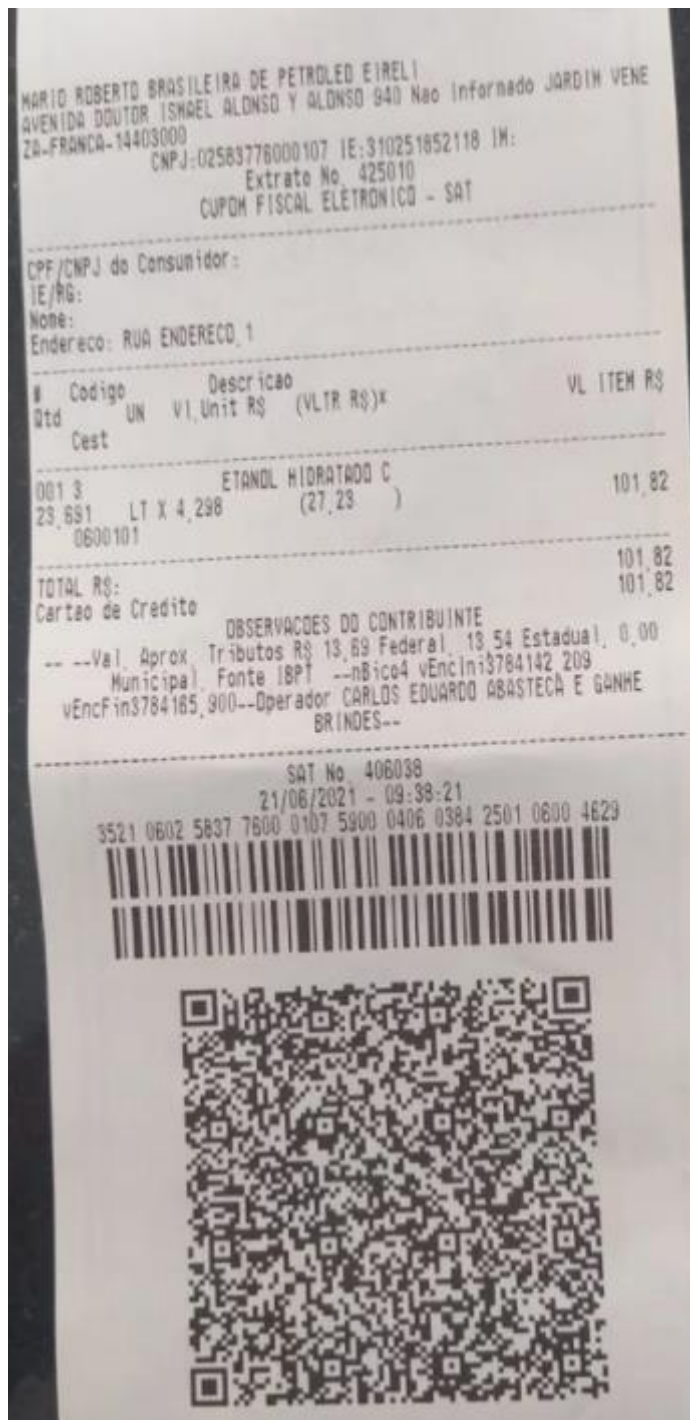 MARIO ROBERTO BRASILEIRA DE PETROLEO EIRELI
AVENIDA DOUTOR ISMAEL ALONSO Y ALONSO 940 Nao Informado JARDIM VENE
ZA-FRANCA-14403000
CNPJ:02583776000107 IE:310251852118 IM:
Extrato No. 425010
CUPOM FISCAL ELETRONICO - SAT
CPF/CNPJ do Consumidor:
IE/RG:
Nome:
Endereco: RUA ENDERECO, 1
# Codigo Descricao VL ITEM R$
Qtd UN Vl.Unit R$ (VLTR R$)*
Cest
001 3 ETANOL HIDRATADO C
23,691 LT X 4,298 (27,23 ) 101,82
0600101
TOTAL R$: 101,82
Cartao de Credito 101,82
OBSERVACOES DO CONTRIBUINTE
-- --Val. Aprox. Tributos R$ 13,69 Federal, 13,54 Estadual, 0,00
Municipal. Fonte IBPT --nBico4 vEncIni3784142,209
vEncFin3784165,900--Operador CARLOS EDUARDO ABASTECA E GANHE
BRINDES--
SAT No. 406038
21/06/2021 - 09:38:21
3521 0602 5837 7600 0107 5900 0406 0384 2501 0600 4629